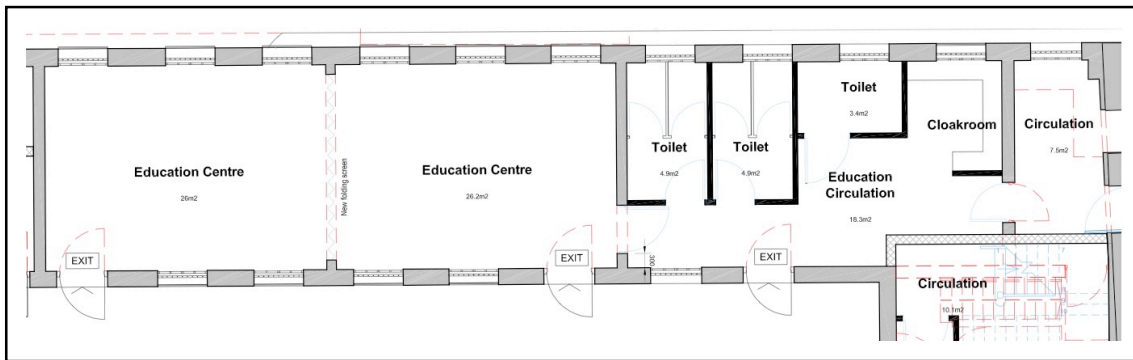 Education Centre
26m2
EXIT
New folding screen
Education Centre
26.2m2
EXIT
300
Toilet
4.9m2
Toilet
4.9m2
Toilet
3.4m2
Cloakroom
Education
Circulation
18.3m2
EXIT
Circulation
7.5m2
Circulation
10.1m2